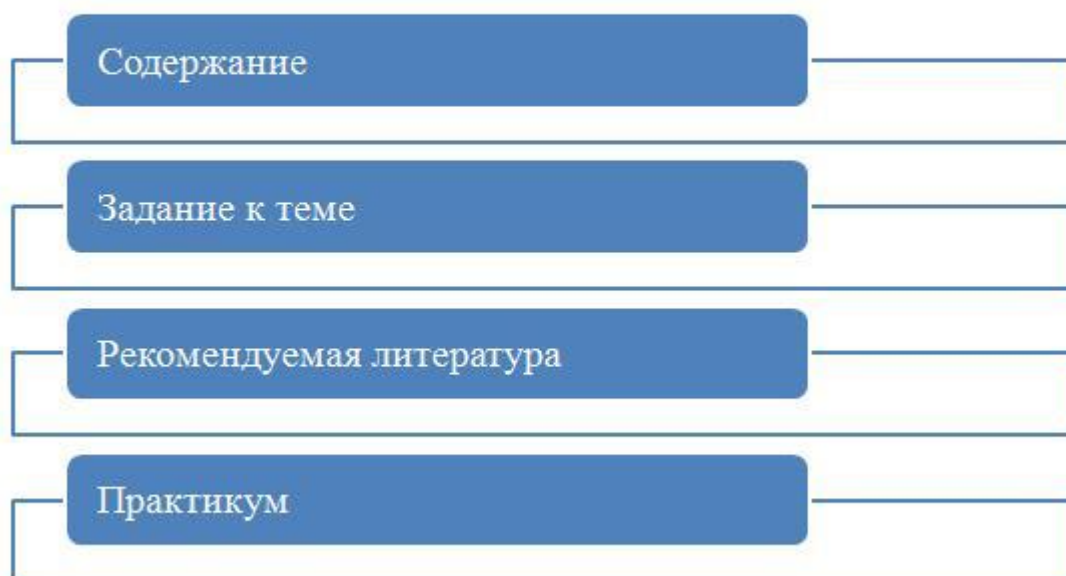 Содержание
Задание к теме
Рекомендуемая литература
Практикум